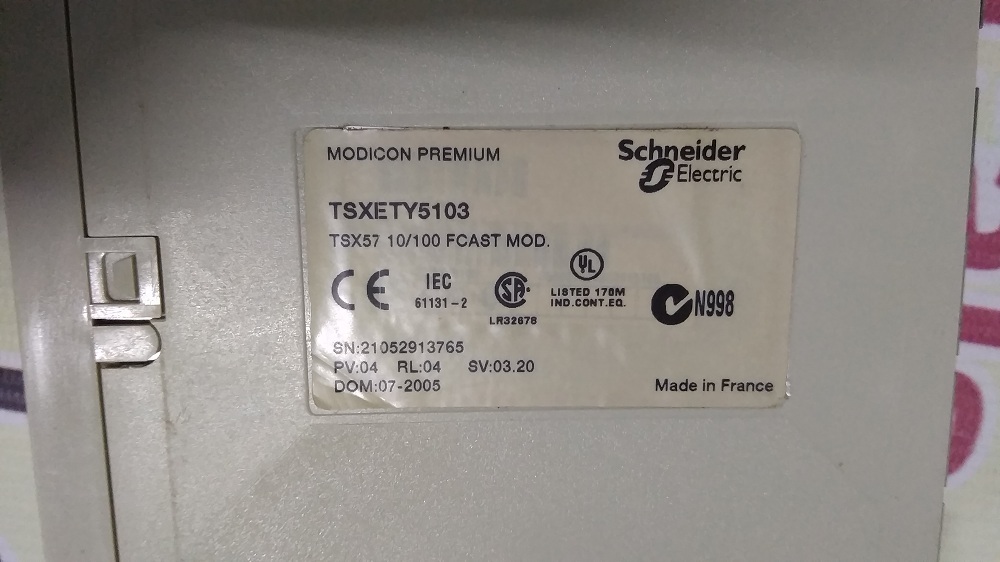 MODICON PREMIUM
Schneider
Electric
TSXETY5103
TSX57 10/100 FCAST MOD.
CE
IEC
61131-2
SA
LR32678
UL
LISTED 170M
IND.CONT.EQ.
N998
SN:21052913765
PV:04 RL:04 SV:03.20
DOM:07-2005
Made in France